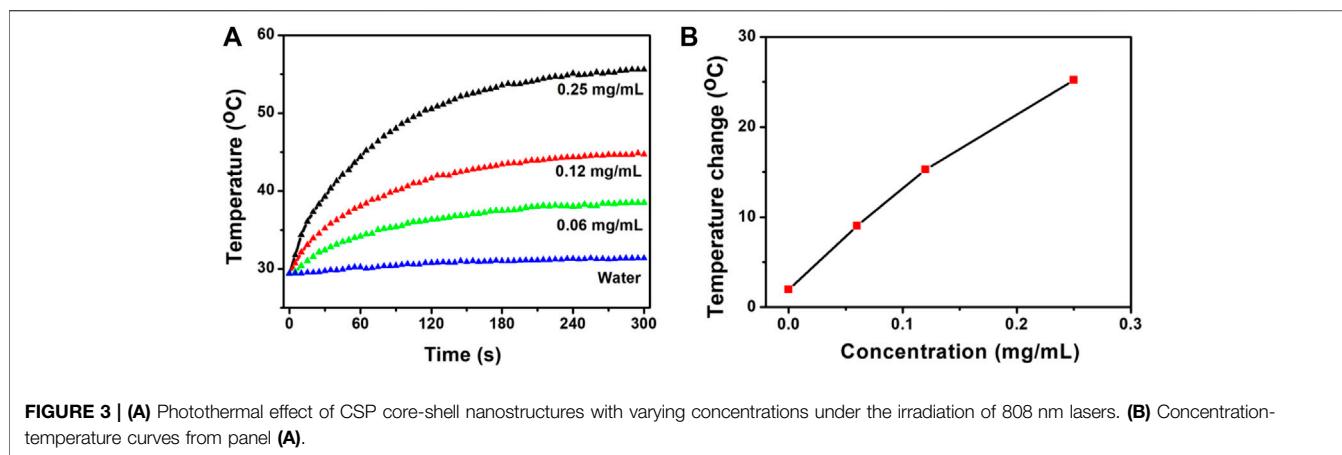 A
B
60
50
40
30
Temperature (ºC)
0.25 mg/mL
0.12 mg/mL
0.06 mg/mL
Water
0 60 120 180 240 300
Time (s)
30
20
10
0
Temperature change (ºC)
0.0 0.1 0.2 0.3
Concentration (mg/mL)
FIGURE 3 | (A) Photothermal effect of CSP core-shell nanostructures with varying concentrations under the irradiation of 808 nm lasers. (B) Concentration-
temperature curves from panel (A).